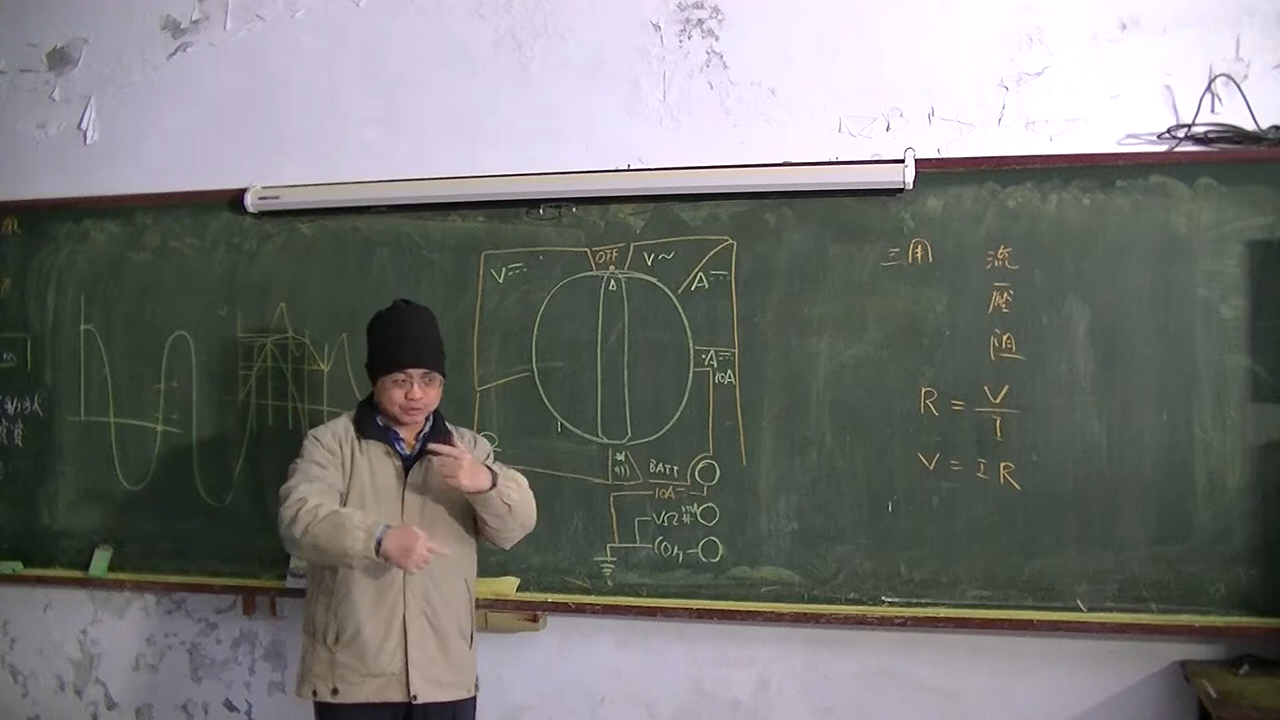 OFF
V
V~
A
A
10A
BATT
10A
VΩ
COM
三用
流
壓
阻
R = V/I
V = IR
m